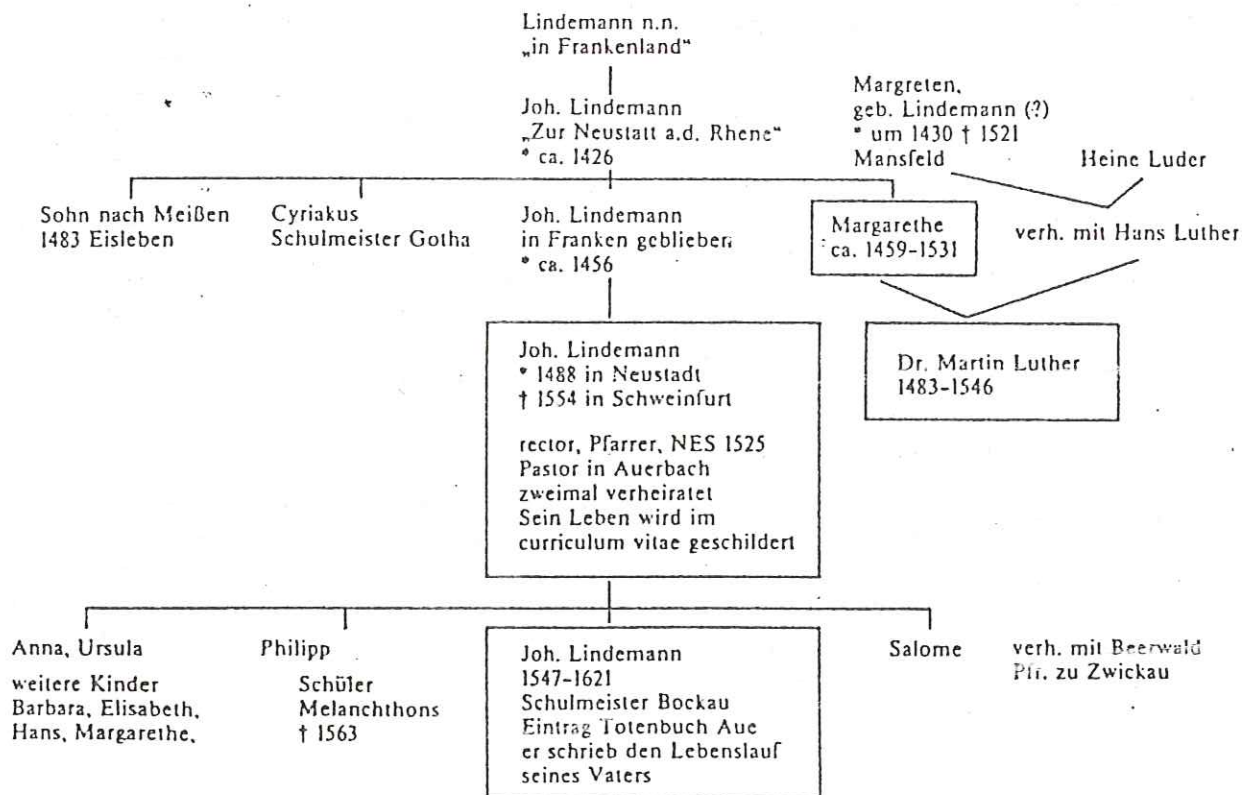 Lindemann n.n.
„in Frankenland“
Joh. Lindemann
„Zur Neustatt a.d. Rhene“
* ca. 1426
Margreten,
geb. Lindemann (?)
* um 1430 † 1521
Mansfeld
Heine Luder
Sohn nach Meißen
1483 Eisleben
Cyriakus
Schulmeister Gotha
Joh. Lindemann
in Franken geblieben
* ca. 1456
Margarethe
ca. 1459-1531
verh. mit Hans Luther
Joh. Lindemann
* 1488 in Neustadt
† 1554 in Schweinfurt
rector, Pfarrer, NES 1525
Pastor in Auerbach
zweimal verheiratet
Sein Leben wird im
curriculum vitae geschildert
Dr. Martin Luther
1483-1546
Anna, Ursula
weitere Kinder
Barbara, Elisabeth,
Hans, Margarethe,
Philipp
Schüler
Melanchthons
† 1563
Joh. Lindemann
1547-1621
Schulmeister Bockau
Eintrag Totenbuch Aue
er schrieb den Lebenslauf
seines Vaters
Salome
verh. mit Beerwald
Pfr. zu Zwickau